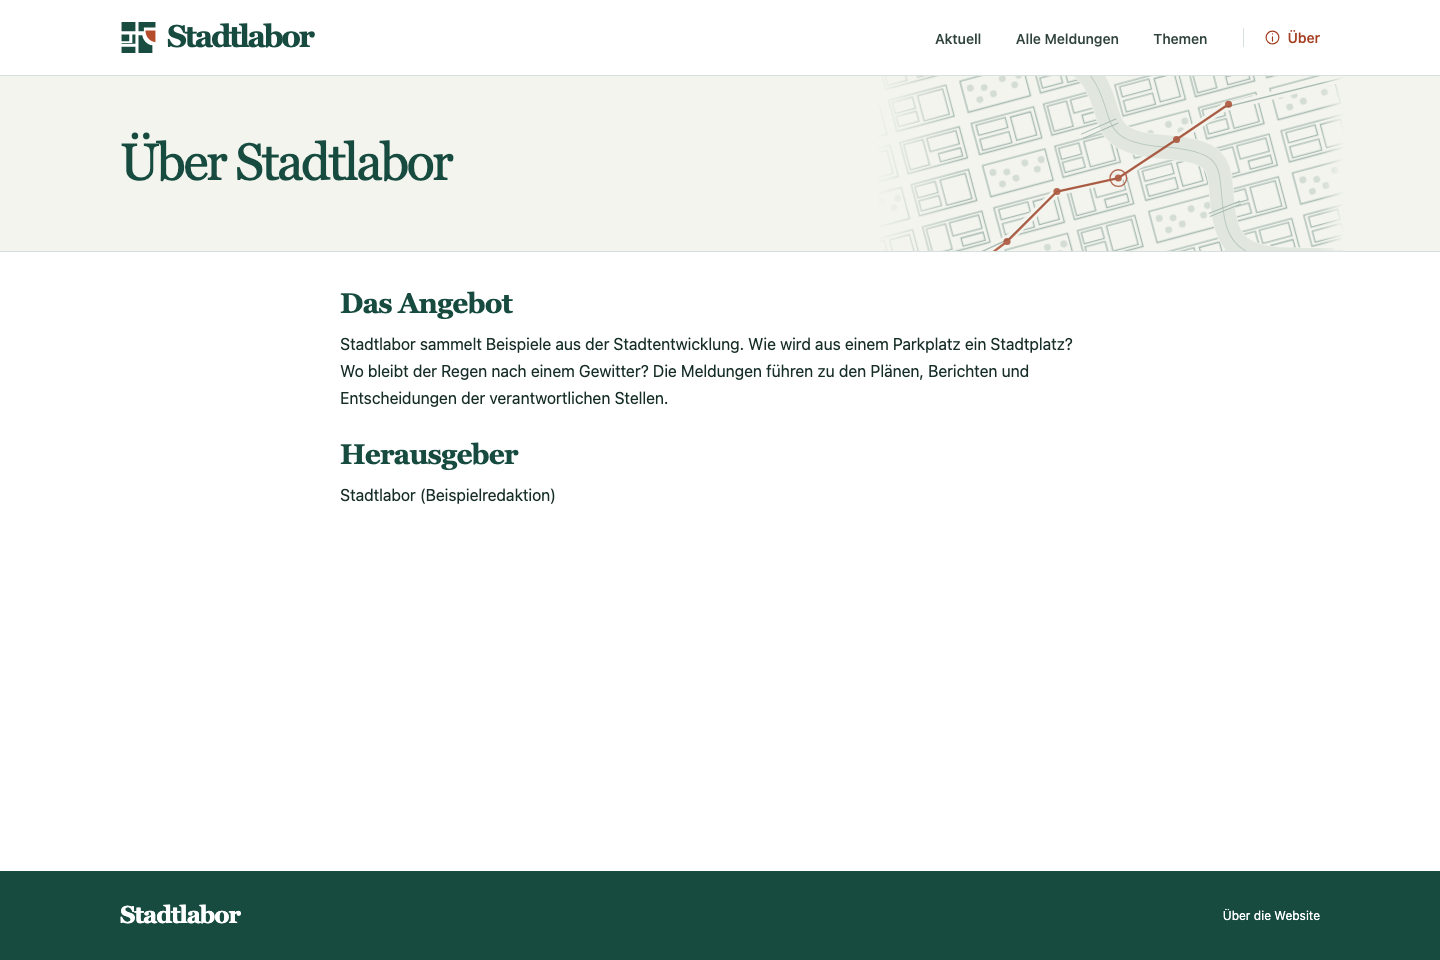 Stadtlabor
Aktuell
Alle Meldungen
Themen
Über
Über Stadtlabor
Das Angebot
Stadtlabor sammelt Beispiele aus der Stadtentwicklung. Wie wird aus einem Parkplatz ein Stadtplatz?
Wo bleibt der Regen nach einem Gewitter? Die Meldungen führen zu den Plänen, Berichten und
Entscheidungen der verantwortlichen Stellen.
Herausgeber
Stadtlabor (Beispielredaktion)
Stadtlabor
Über die Website